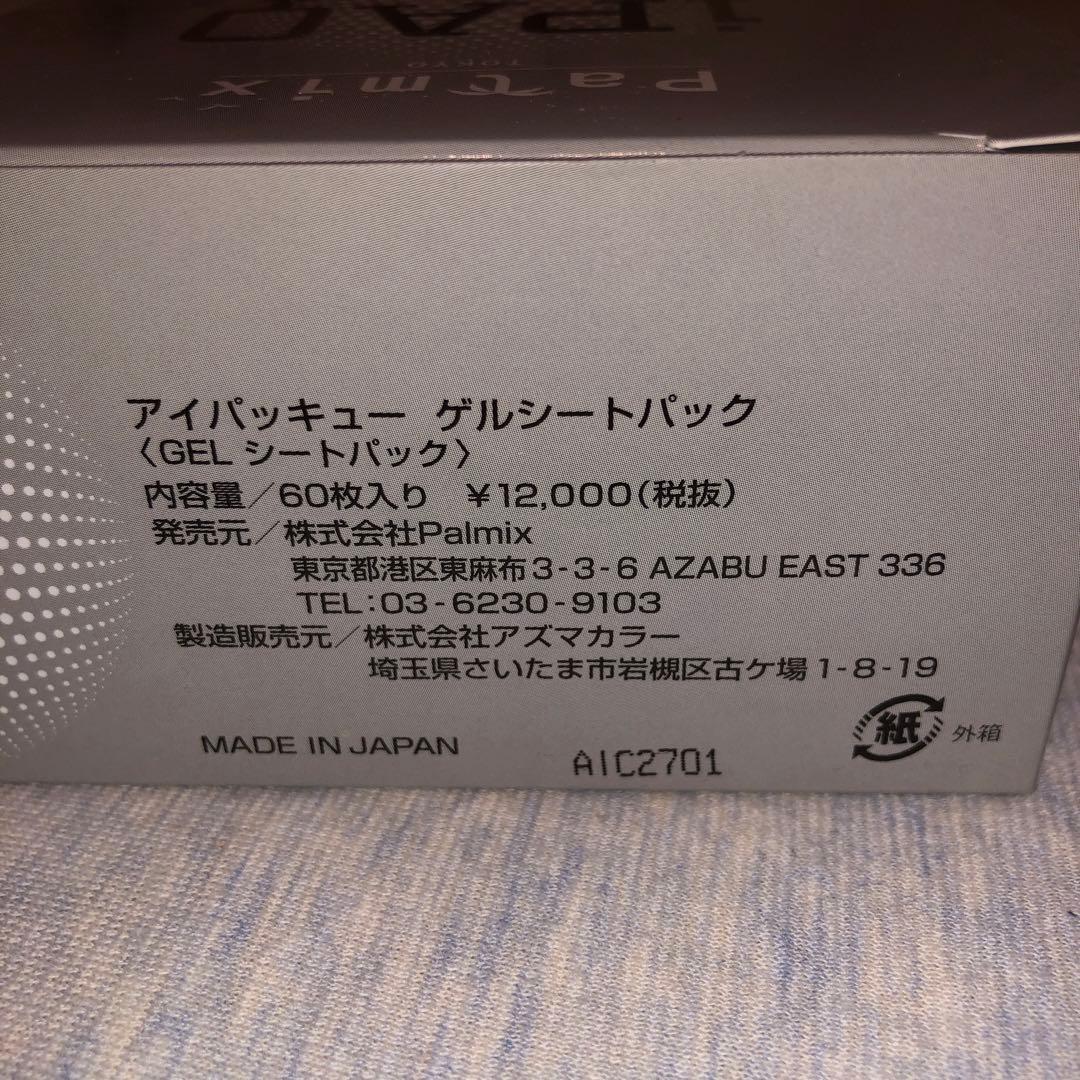 iPAQ
Palmix
TOKYO
アイパッキュー ゲルシートパック
〈GEL シートパック〉
内容量／60枚入り ￥12,000(税抜)
発売元／株式会社Palmix
東京都港区東麻布3-3-6 AZABU EAST 336
TEL:03-6230-9103
製造販売元／株式会社アズマカラー
埼玉県さいたま市岩槻区古ケ場1-8-19
紙 外箱
MADE IN JAPAN
AIC2701